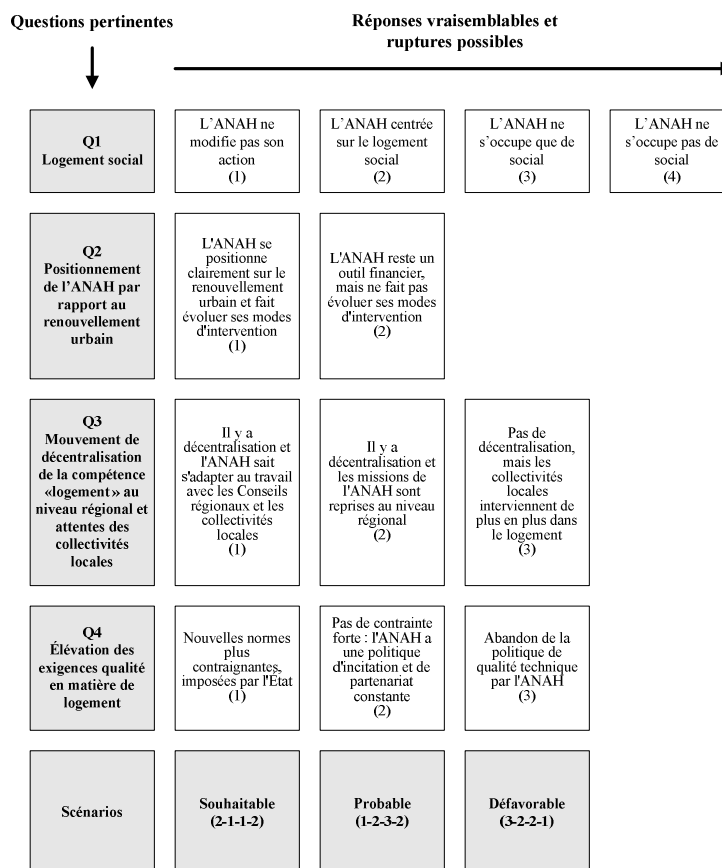 Questions pertinentes
Réponses vraisemblables et
ruptures possibles
Q1
Logement social
L'ANAH ne
modifie pas son
action
(1)
L'ANAH centrée
sur le logement
social
(2)
L'ANAH ne
s'occupe que de
social
(3)
L'ANAH ne
s'occupe pas de
social
(4)
Q2
Positionnement
de l'ANAH par
rapport au
renouvellement
urbain
L'ANAH se
positionne
clairement sur le
renouvellement
urbain et fait
évoluer ses modes
d'intervention
(1)
L'ANAH reste un
outil financier,
mais ne fait pas
évoluer ses modes
d'intervention
(2)
Q3
Mouvement de
décentralisation
de la compétence
«logement» au
niveau régional et
attentes des
collectivités
locales
Il y a
décentralisation et
l'ANAH sait
s'adapter au travail
avec les Conseils
régionaux et les
collectivités
locales
(1)
Il y a
décentralisation et
les missions de
l'ANAH sont
reprises au niveau
régional
(2)
Pas de
décentralisation,
mais les
collectivités
locales
interviennent de
plus en plus dans
le logement
(3)
Q4
Élévation des
exigences qualité
en matière de
logement
Nouvelles normes
plus
contraignantes,
imposées par l'État
(1)
Pas de contrainte
forte : l'ANAH a
une politique
d'incitation et de
partenariat
constante
(2)
Abandon de la
politique de
qualité technique
par l'ANAH
(3)
Scénarios
Souhaitable
(2-1-1-2)
Probable
(1-2-3-2)
Défavorable
(3-2-2-1)